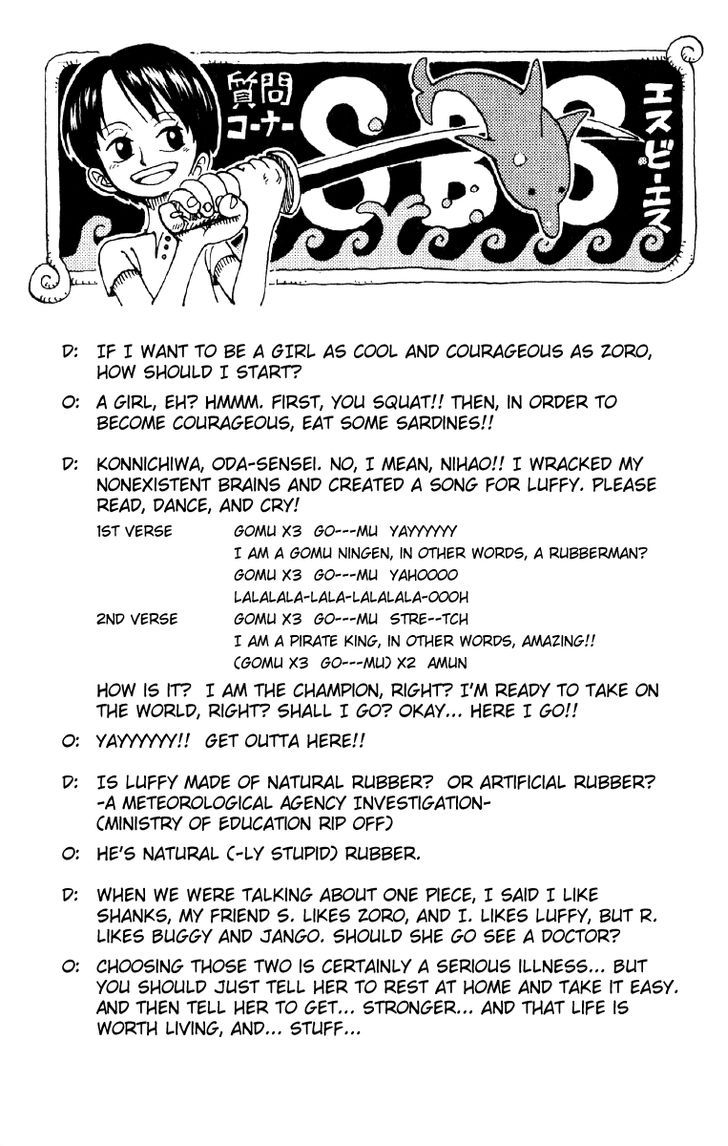 質問
コーナー
SBS
エスビーエス
D: IF I WANT TO BE A GIRL AS COOL AND COURAGEOUS AS ZORO,
HOW SHOULD I START?
O: A GIRL, EH? HMMM. FIRST, YOU SQUAT!! THEN, IN ORDER TO
BECOME COURAGEOUS, EAT SOME SARDINES!!
D: KONNICHIWA, ODA-SENSEI. NO, I MEAN, NIHAO!! I WRACKED MY
NONEXISTENT BRAINS AND CREATED A SONG FOR LUFFY. PLEASE
READ, DANCE, AND CRY!
1ST VERSE GOMU X3 GO---MU YAYYYYYY
I AM A GOMU NINGEN, IN OTHER WORDS, A RUBBERMAN?
GOMU X3 GO---MU YAHOOOO
LALALALA-LALA-LALALALA-OOOH
2ND VERSE GOMU X3 GO---MU STRE--TCH
I AM A PIRATE KING, IN OTHER WORDS, AMAZING!!
(GOMU X3 GO---MU) X2 AMUN
HOW IS IT? I AM THE CHAMPION, RIGHT? I'M READY TO TAKE ON
THE WORLD, RIGHT? SHALL I GO? OKAY... HERE I GO!!
O: YAYYYYYY!! GET OUTTA HERE!!
D: IS LUFFY MADE OF NATURAL RUBBER? OR ARTIFICIAL RUBBER?
-A METEOROLOGICAL AGENCY INVESTIGATION-
(MINISTRY OF EDUCATION RIP OFF)
O: HE'S NATURAL (-LY STUPID) RUBBER.
D: WHEN WE WERE TALKING ABOUT ONE PIECE, I SAID I LIKE
SHANKS, MY FRIEND S. LIKES ZORO, AND I. LIKES LUFFY, BUT R.
LIKES BUGGY AND JANGO. SHOULD SHE GO SEE A DOCTOR?
O: CHOOSING THOSE TWO IS CERTAINLY A SERIOUS ILLNESS... BUT
YOU SHOULD JUST TELL HER TO REST AT HOME AND TAKE IT EASY.
AND THEN TELL HER TO GET... STRONGER... AND THAT LIFE IS
WORTH LIVING, AND... STUFF...